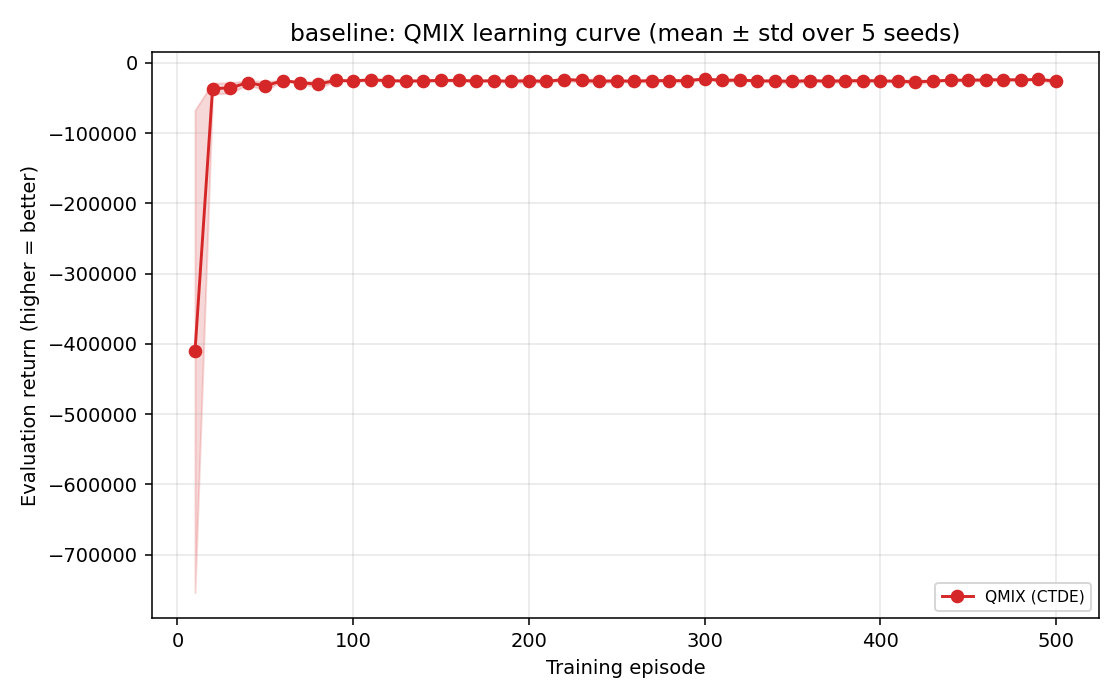 baseline: QMIX learning curve (mean ± std over 5 seeds)
Evaluation return (higher = better)
0
−100000
−200000
−300000
−400000
−500000
−600000
−700000
QMIX (CTDE)
0 100 200 300 400 500
Training episode